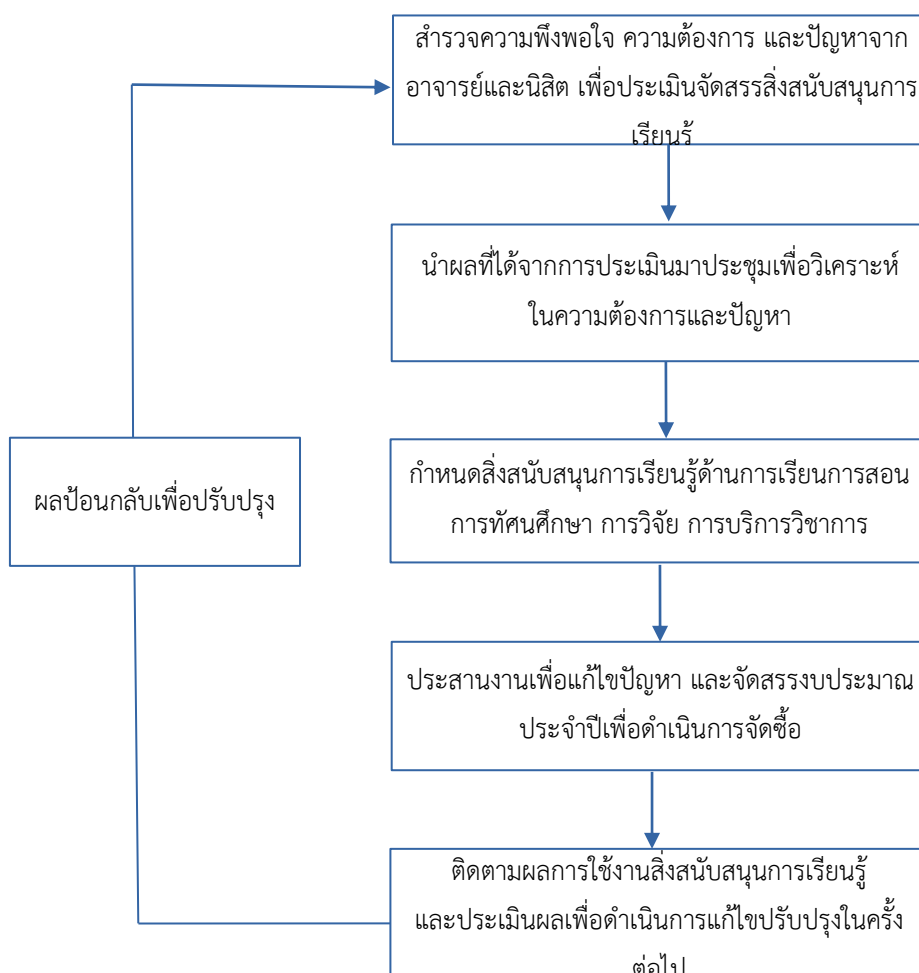 สำรวจความพึงพอใจ ความต้องการ และปัญหาจาก
อาจารย์และนิสิต เพื่อประเมินจัดสรรสิ่งสนับสนุนการ
เรียนรู้
นำผลที่ได้จากการประเมินมาประชุมเพื่อวิเคราะห์
ในความต้องการและปัญหา
กำหนดสิ่งสนับสนุนการเรียนรู้ด้านการเรียนการสอน
การทัศนศึกษา การวิจัย การบริการวิชาการ
ผลป้อนกลับเพื่อปรับปรุง
ประสานงานเพื่อแก้ไขปัญหา และจัดสรรงบประมาณ
ประจำปีเพื่อดำเนินการจัดซื้อ
ติดตามผลการใช้งานสิ่งสนับสนุนการเรียนรู้
และประเมินผลเพื่อดำเนินการแก้ไขปรับปรุงในครั้ง
ต่อไป